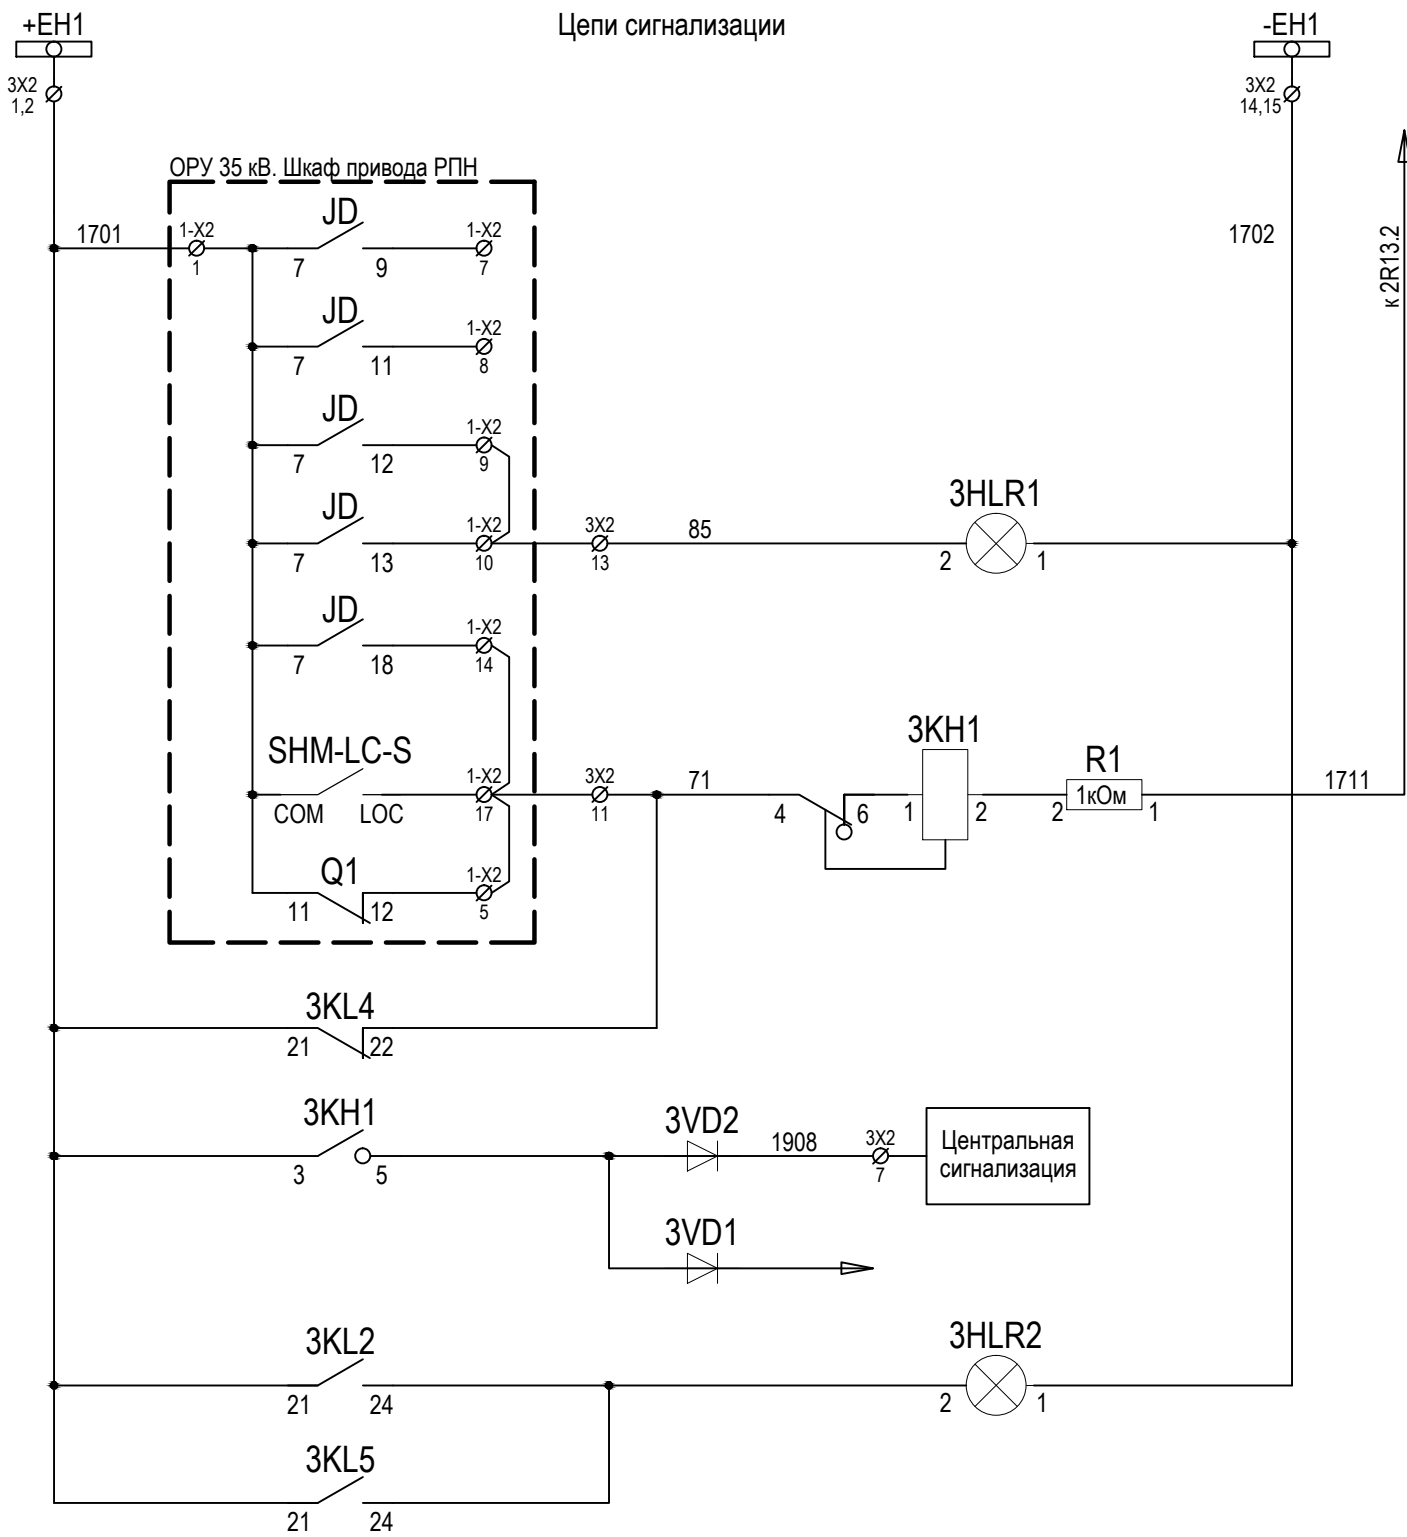 Цепи сигнализации
+EH1
-EH1
3X2
1,2
3X2
14,15
ОРУ 35 кВ. Шкаф привода РПН
1701
1-X2
1
JD
7
9
1-X2
7
1702
к 2R13.2
JD
7
11
1-X2
8
JD
7
12
1-X2
9
JD
7
13
1-X2
10
3X2
13
85
3HLR1
2
1
JD
7
18
1-X2
14
SHM-LC-S
COM
LOC
1-X2
17
3X2
11
71
4
6
3KH1
1
2
R1
1кОм
2
1
1711
Q1
11
12
1-X2
5
3KL4
21
22
3KH1
3
5
3VD2
1908
3X2
7
Центральная
сигнализация
3VD1
3KL2
21
24
3HLR2
2
1
3KL5
21
24